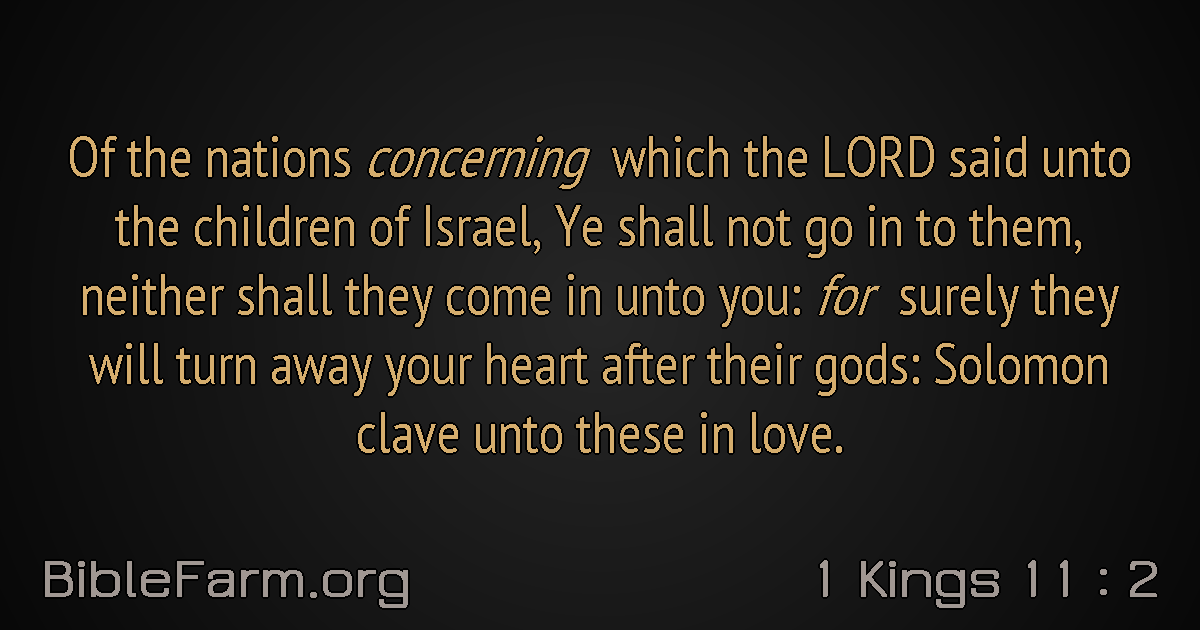 Of the nations concerning which the LORD said unto
the children of Israel, Ye shall not go in to them,
neither shall they come in unto you: for surely they
will turn away your heart after their gods: Solomon
clave unto these in love.
BibleFarm.org
1 Kings 11 : 2